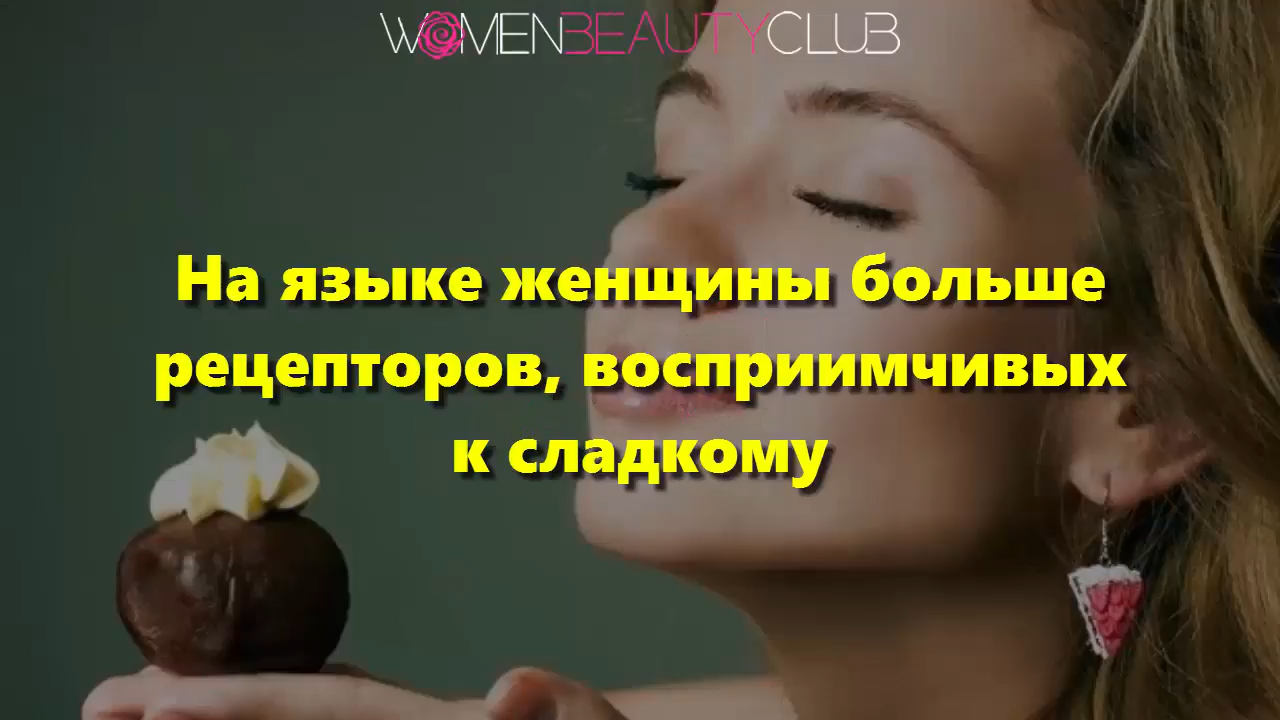 WOMENBEAUTYCLUB
На языке женщины больше
рецепторов, восприимчивых
к сладкому